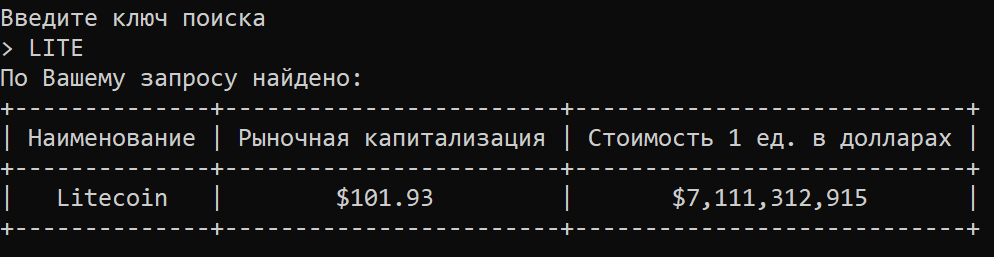 Введите ключ поиска
> LITE
По Вашему запросу найдено:
+--------------+------------------------+----------------------------+
| Наименование | Рыночная капитализация | Стоимость 1 ед. в долларах |
+--------------+------------------------+----------------------------+
|   Litecoin   |        $101.93         |       $7,111,312,915       |
+--------------+------------------------+----------------------------+